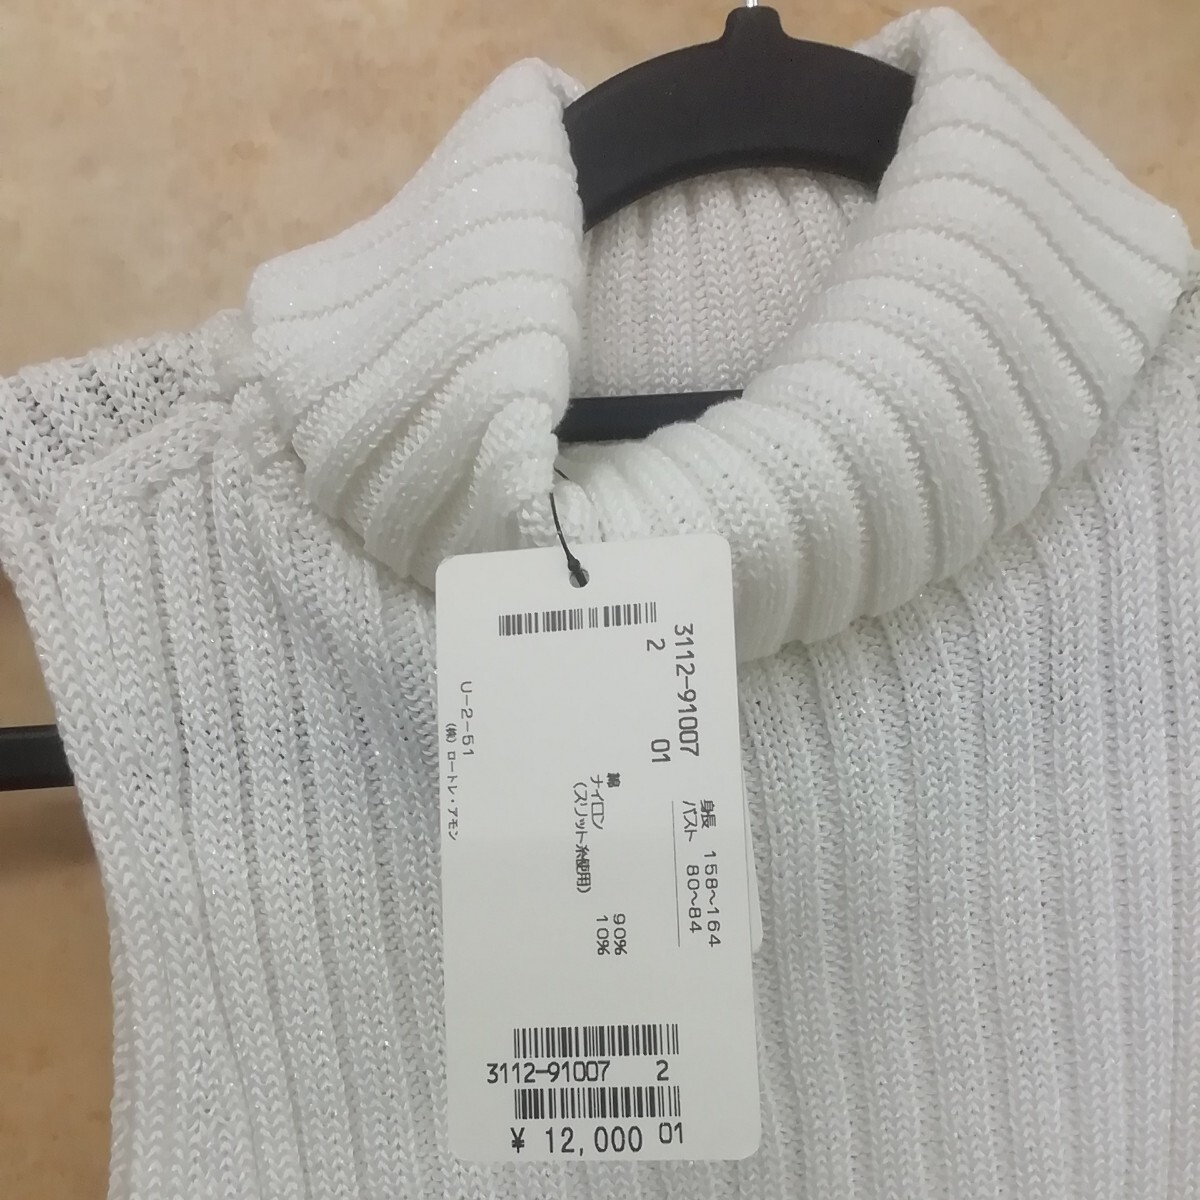 3112-91007
2 01
身長 158～164
バスト 80～84
綿 90%
ナイロン 10%
(スリット糸使用)
U-2-51
(株) ロートレ・アモン
3112-91007 2
¥ 12,000 01